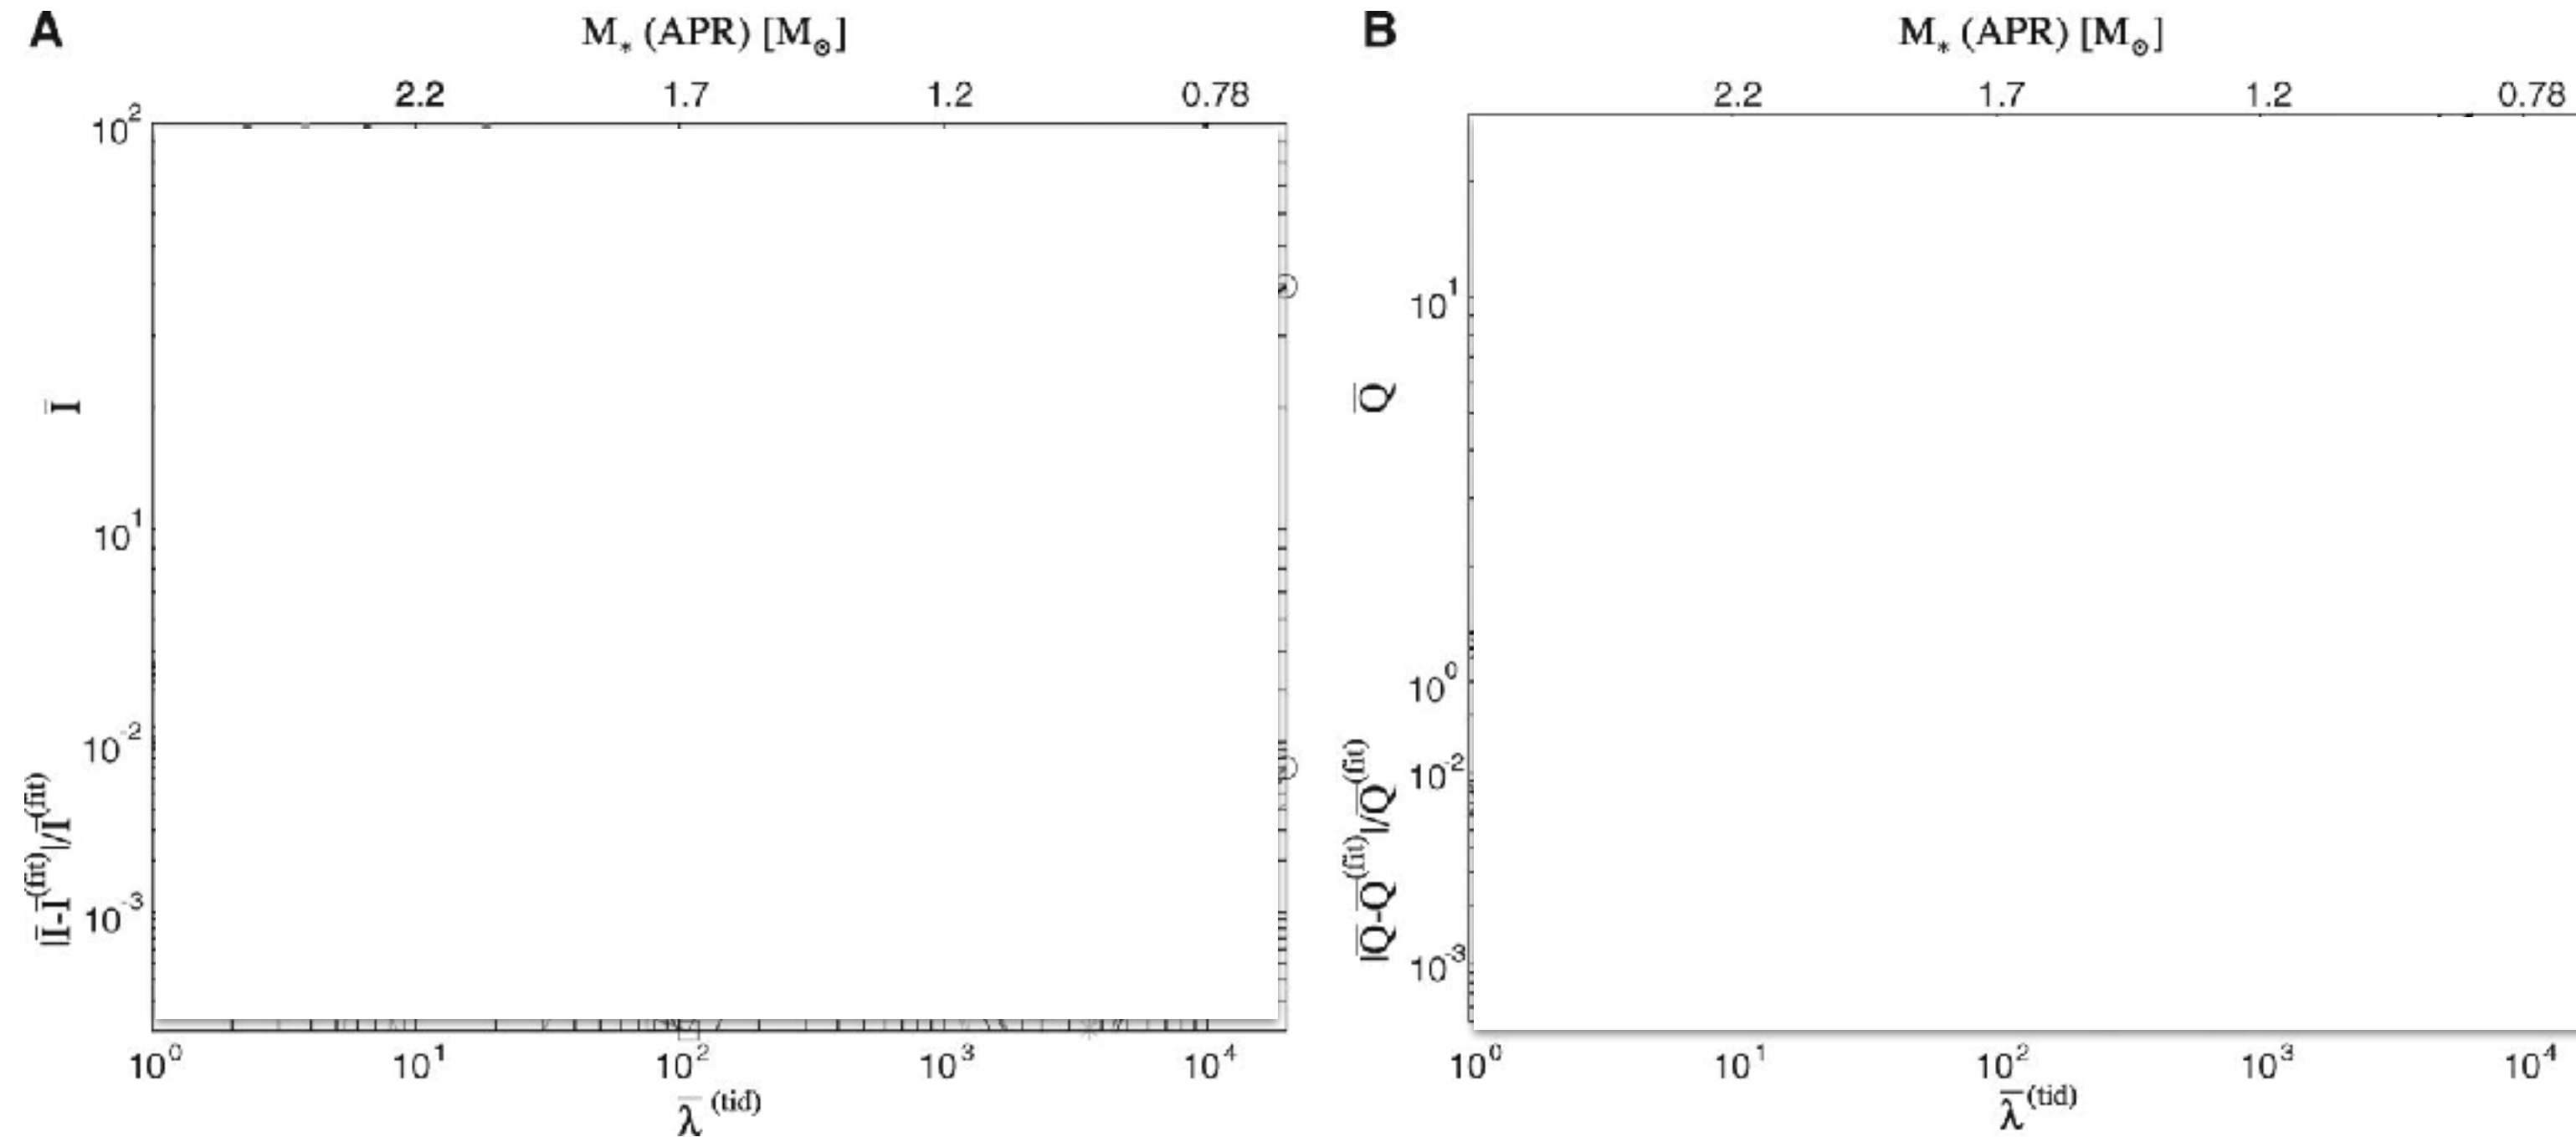 A
M* (APR) [M⊙]
2.2 1.7 1.2 0.78
10²
Ī
10¹
10⁻²
|Ī-Ī⁽ᶠⁱᵗ⁾|/Ī⁽ᶠⁱᵗ⁾
10⁻³
10⁰ 10¹ 10² 10³ 10⁴
λ̄ ⁽ᵗⁱᵈ⁾
B
M* (APR) [M⊙]
2.2 1.7 1.2 0.78
10¹
Q̄
10⁰
10⁻²
|Q̄-Q̄⁽ᶠⁱᵗ⁾|/Q̄⁽ᶠⁱᵗ⁾
10⁻³
10⁰ 10¹ 10² 10³ 10⁴
λ̄ ⁽ᵗⁱᵈ⁾